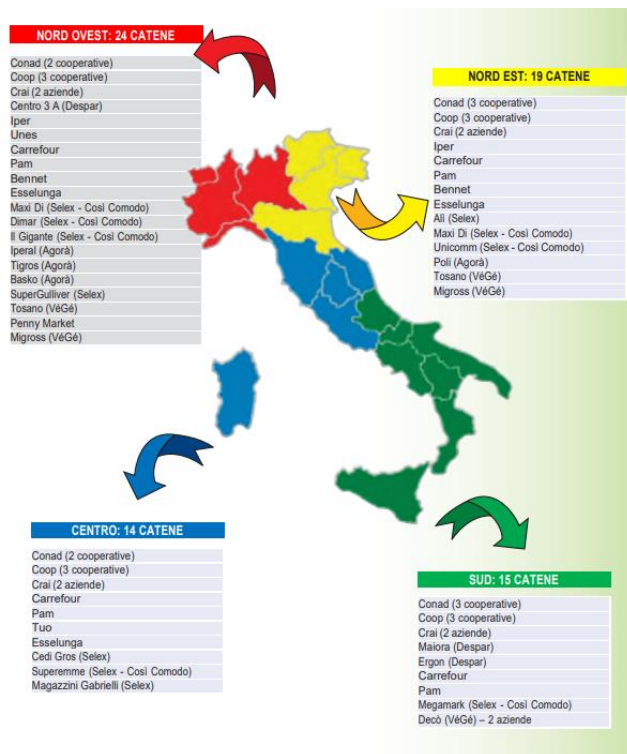 NORD OVEST: 24 CATENE
Conad (2 cooperative)
Coop (3 cooperative)
Crai (2 aziende)
Centro 3 A (Despar)
Iper
Unes
Carrefour
Pam
Bennet
Esselunga
Maxi Di (Selex - Così Comodo)
Dimar (Selex - Così Comodo)
Il Gigante (Selex - Così Comodo)
Iperal (Agorà)
Tigros (Agorà)
Basko (Agorà)
SuperGulliver (Selex)
Tosano (VéGé)
Penny Market
Migross (VéGé)
NORD EST: 19 CATENE
Conad (3 cooperative)
Coop (3 cooperative)
Crai (2 aziende)
Iper
Carrefour
Pam
Bennet
Esselunga
Alì (Selex)
Maxi Di (Selex - Così Comodo)
Unicomm (Selex - Così Comodo)
Poli (Agorà)
Tosano (VéGé)
Migross (VéGé)
CENTRO: 14 CATENE
Conad (2 cooperative)
Coop (3 cooperative)
Crai (2 aziende)
Carrefour
Pam
Tuo
Esselunga
Cedi Gros (Selex)
Superemme (Selex - Così Comodo)
Magazzini Gabrielli (Selex)
SUD: 15 CATENE
Conad (3 cooperative)
Coop (3 cooperative)
Crai (2 aziende)
Maiora (Despar)
Ergon (Despar)
Carrefour
Pam
Megamark (Selex - Così Comodo)
Decò (VéGé) – 2 aziende